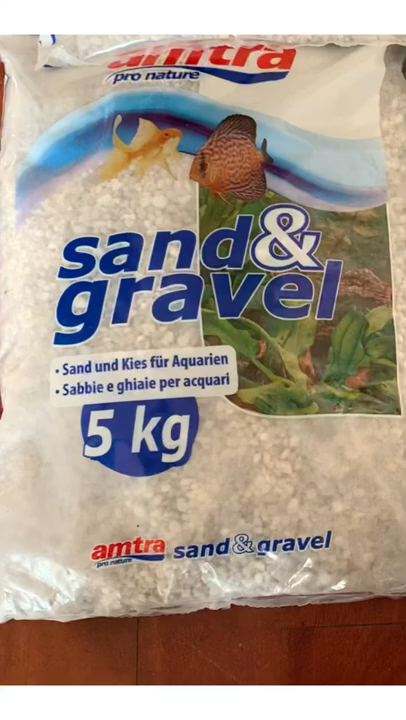 amtra
pro nature
sand&
gravel
• Sand und Kies für Aquarien
• Sabbie e ghiaie per acquari
5 kg
amtra sand&gravel
pro nature